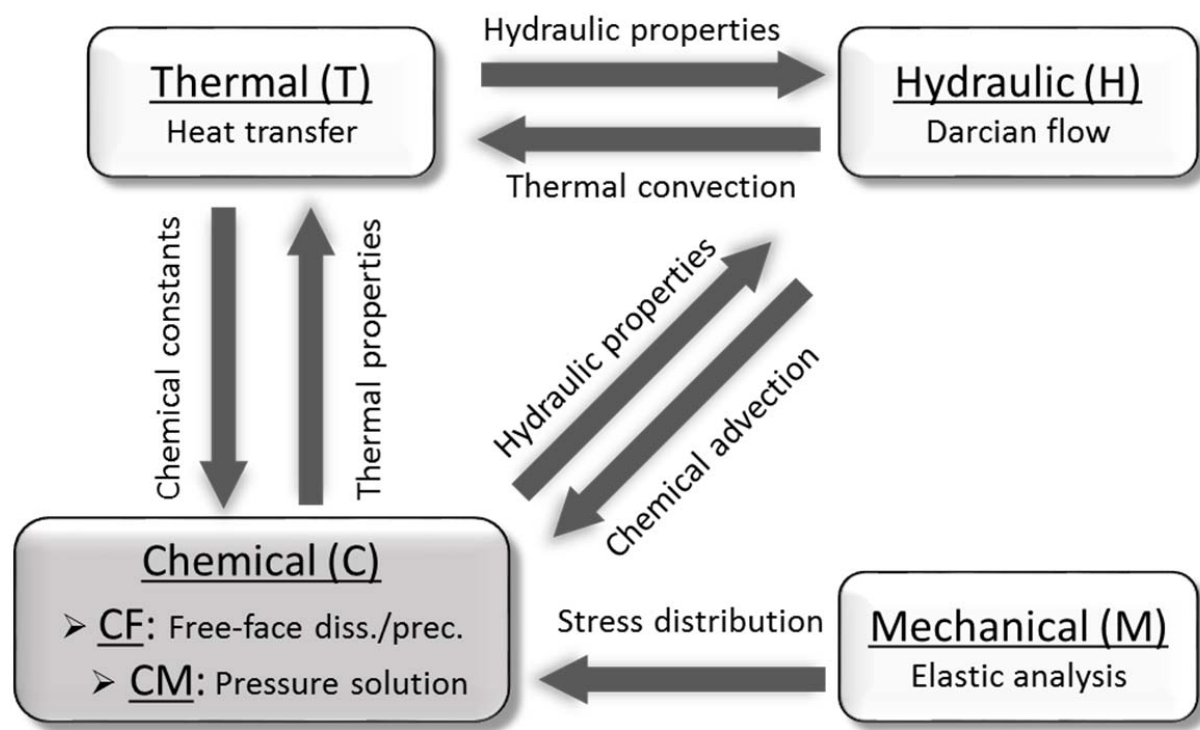 Hydraulic properties
Thermal (T)
Heat transfer
Hydraulic (H)
Darcian flow
Thermal convection
Chemical constants
Thermal properties
Hydraulic properties
Chemical advection
Chemical (C)
➢ CF: Free-face diss./prec.
➢ CM: Pressure solution
Stress distribution
Mechanical (M)
Elastic analysis